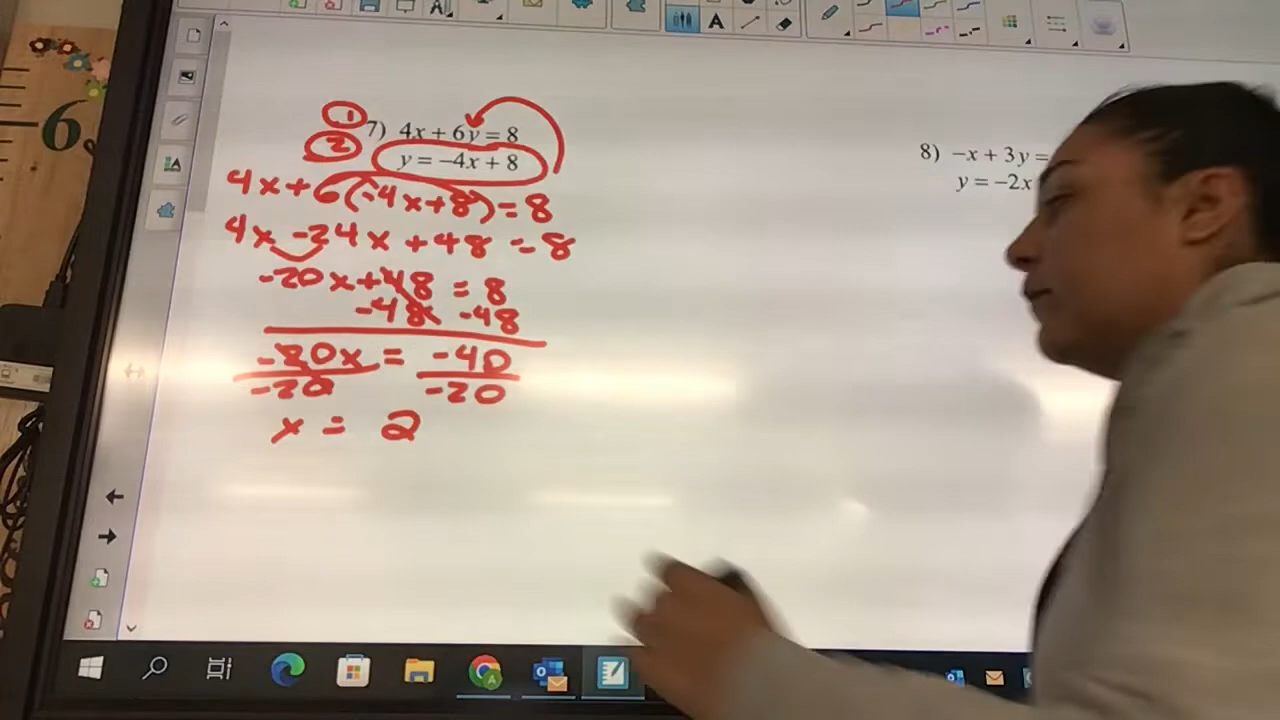 ① 7) 4x + 6y = 8
② y = -4x + 8
4x + 6(-4x+8) = 8
4x -24x + 48 = 8
-20x + 48 = 8
-48 -48
-20x = -40
-20 -20
x = 2
8) -x + 3y =
y = -2x
6
A